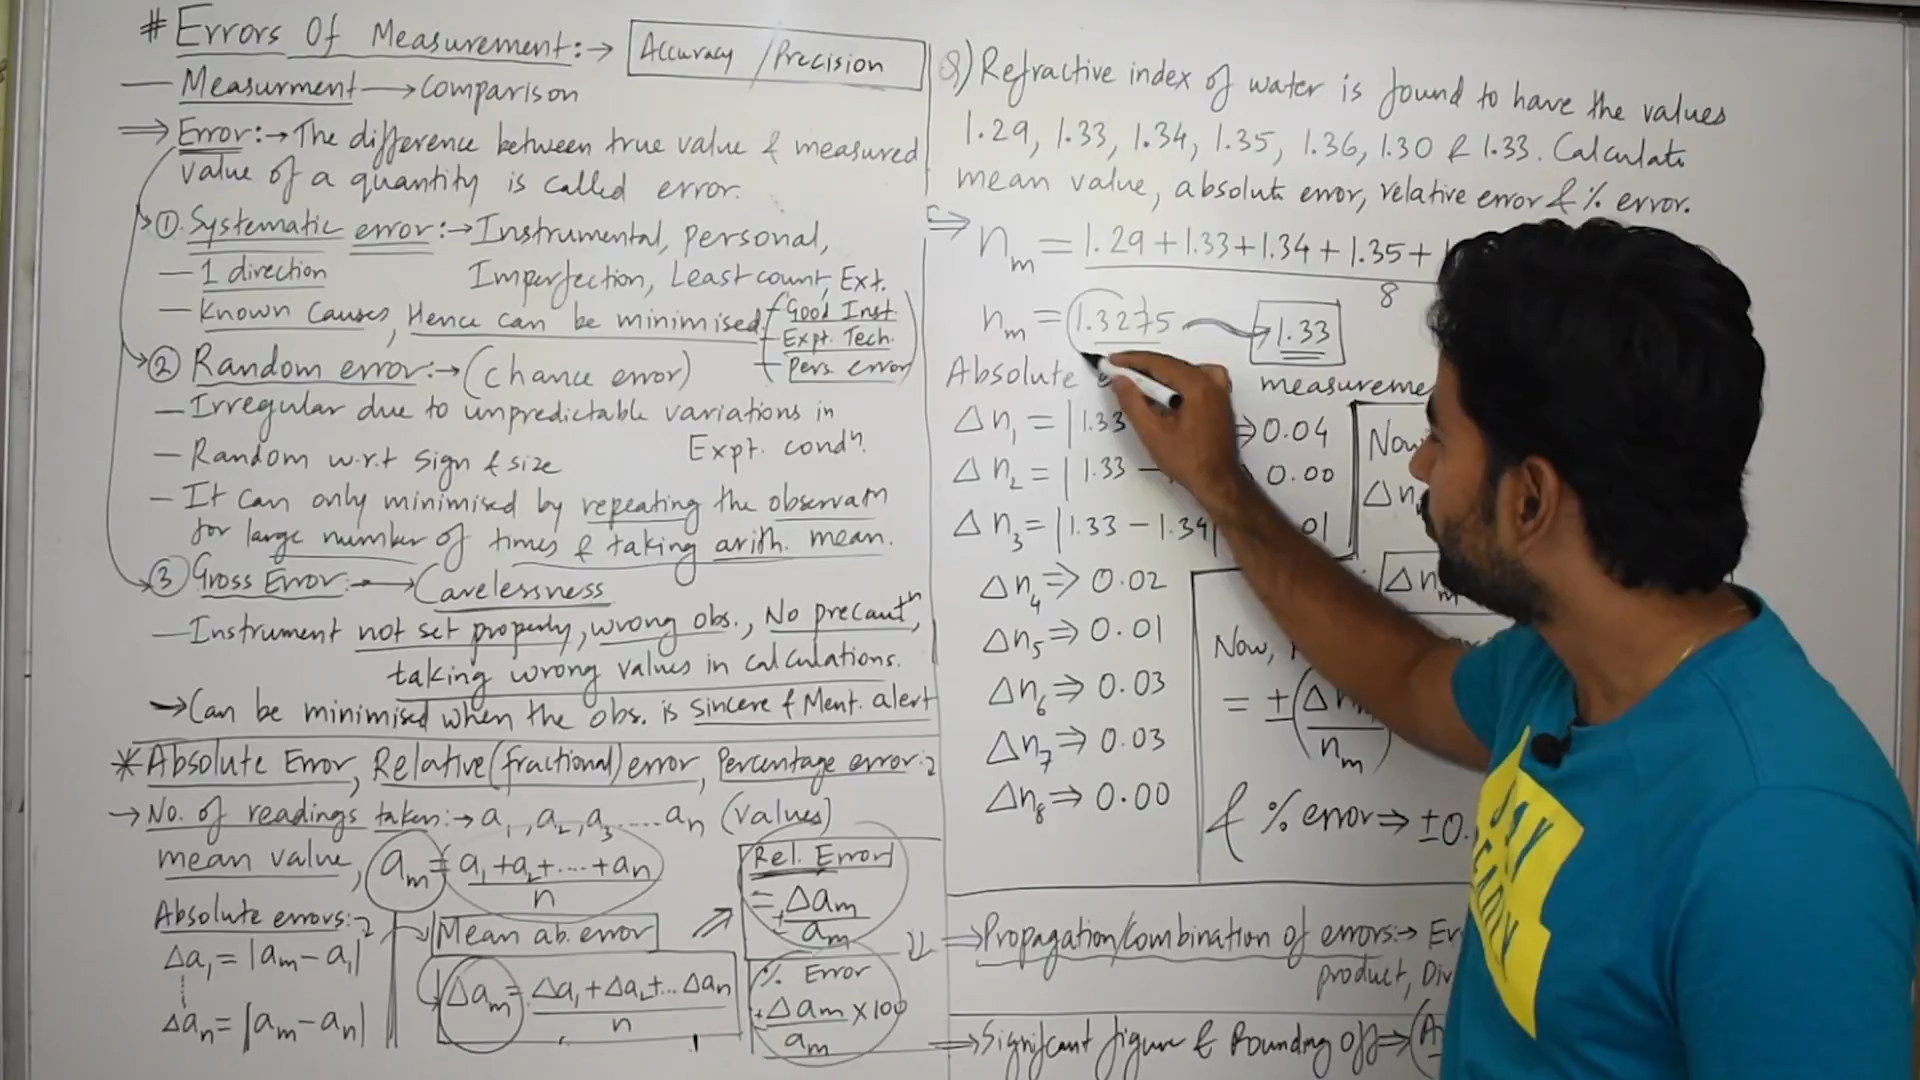 # Errors Of Measurement:→ Accuracy / Precision
— Measurment → Comparison
⇒ Error:→ The difference between true value & measured
value of a quantity is called error.
① Systematic error:→ Instrumental, personal,
— 1 direction Imperfection, Least count, Ext.
— Known Causes, Hence can be minimised
Good Inst.
Expt. Tech.
Pers. error
② Random error:→ (Chance error)
— Irregular due to unpredictable variations in
Expt. condⁿ.
— Random w.r.t sign & size
— It can only minimised by repeating the observatn
for large number of times & taking arith. mean.
③ Gross Error:→ Carelessness
— Instrument not set properly, wrong obs., No precautⁿ,
taking wrong values in calculations.
→ Can be minimised when the obs. is sincere & Ment. alert
* Absolute Error, Relative (fractional) error, Percentage error:
→ No. of readings taken:→ a₁, a₂, a₃ ..... aₙ (values)
mean value, aₘ = a₁ + a₂ + .... + aₙ / n
Absolute errors:
Δa₁ = |aₘ − a₁|
Δaₙ = |aₘ − aₙ|
Mean ab. error
Δaₘ = Δa₁ + Δa₂ + .. Δaₙ / n
Rel. Error
= ± Δaₘ / aₘ
% Error
± Δaₘ / aₘ × 100
Q) Refractive index of water is found to have the values
1.29, 1.33, 1.34, 1.35, 1.36, 1.30 & 1.33. Calculate
mean value, absolute error, relative error & % error.
⇒ nₘ = 1.29 + 1.33 + 1.34 + 1.35 +
8
nₘ = 1.3275 → 1.33
Absolute measureme
Δn₁ = |1.33 ⇒ 0.04
Δn₂ = |1.33 − 0.00
Δn₃ = |1.33 − 1.34| 01
Δn₄ ⇒ 0.02
Δn₅ ⇒ 0.01
Δn₆ ⇒ 0.03
Δn₇ ⇒ 0.03
Δn₈ ⇒ 0.00
Now
Δn
Δnₘ
Now,
= ± (Δn / nₘ)
& % error ⇒ ±0.
⇒ Propagation/Combination of errors:→ Er
product, Div
⇒ Significant figure & Rounding off ⇒